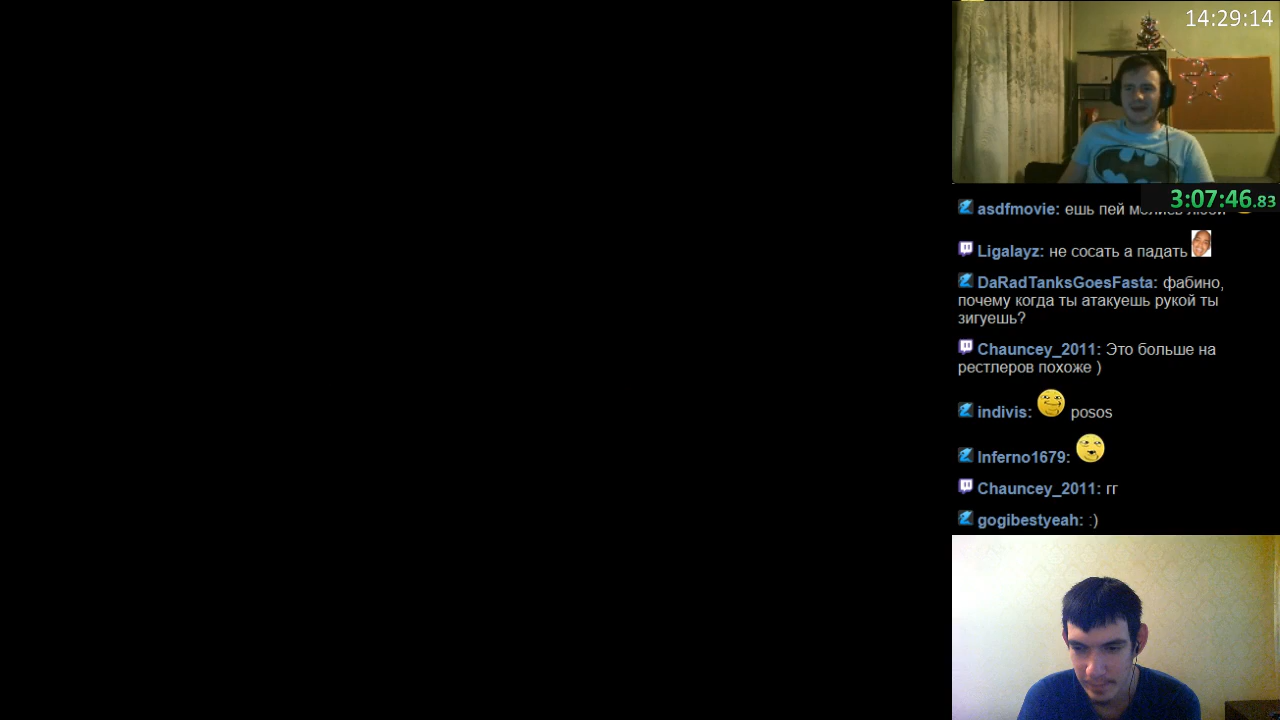 14:29:14
3:07:46.83
asdfmovie: ешь пей
Ligalayz: не сосать а падать
DaRadTanksGoesFasta: фабино,
почему когда ты атакуешь рукой ты
зигуешь?
Chauncey_2011: Это больше на
рестлеров похоже )
indivis: posos
Inferno1679:
Chauncey_2011: гг
gogibestyeah: :)